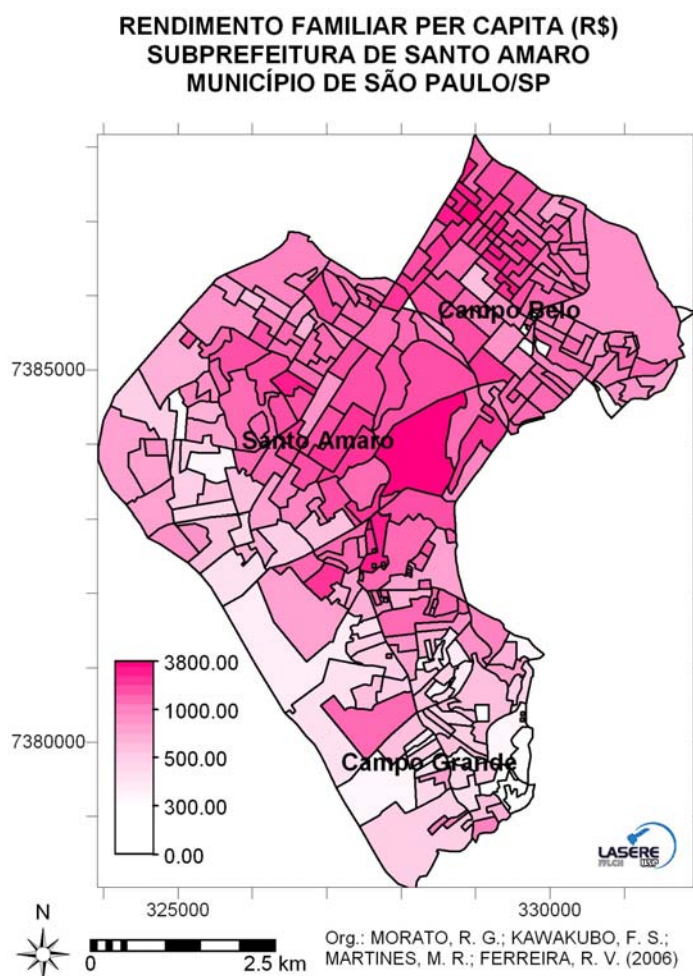 RENDIMENTO FAMILIAR PER CAPITA (R$)
SUBPREFEITURA DE SANTO AMARO
MUNICÍPIO DE SÃO PAULO/SP
Campo Belo
7385000
Santo Amaro
3800.00
1000.00
500.00
300.00
0.00
7380000
Campo Grande
LASERE
FFLCH USP
325000
330000
N
0
2.5 km
Org.: MORATO, R. G.; KAWAKUBO, F. S.;
MARTINES, M. R.; FERREIRA, R. V. (2006)